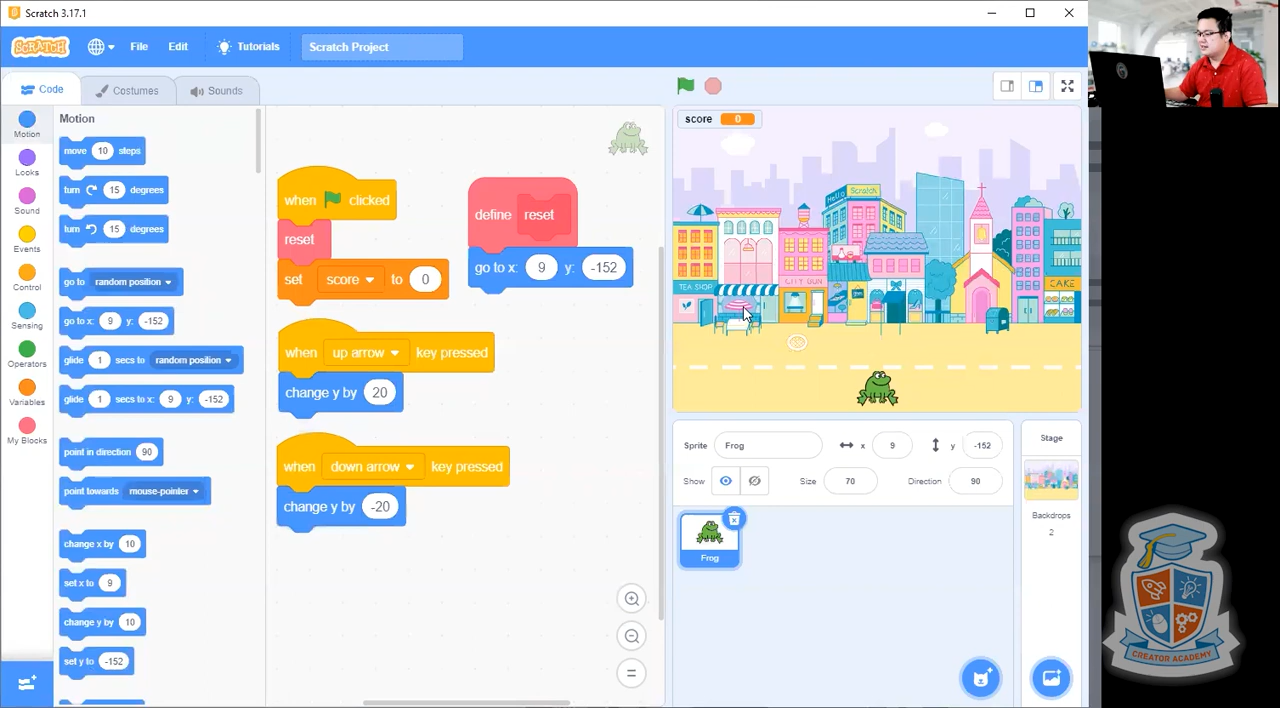 Scratch 3.17.1
SCRATCH
File
Edit
Tutorials
Scratch Project
Code
Costumes
Sounds
Motion
Looks
Sound
Events
Control
Sensing
Operators
Variables
My Blocks
Motion
move 10 steps
turn 15 degrees
turn 15 degrees
go to random position
go to x: 9 y: -152
glide 1 secs to random position
glide 1 secs to x: 9 y: -152
point in direction 90
point towards mouse-pointer
change x by 10
set x to 9
change y by 10
set y to -152
when clicked
reset
set score to 0
define reset
go to x: 9 y: -152
when up arrow key pressed
change y by 20
when down arrow key pressed
change y by -20
score 0
Hello Scratch
TEA SHOP
CITY GUN
CAKE
Sprite Frog x 9 y -152
Show Size 70 Direction 90
Frog
Stage
Backdrops
2
CREATOR ACADEMY